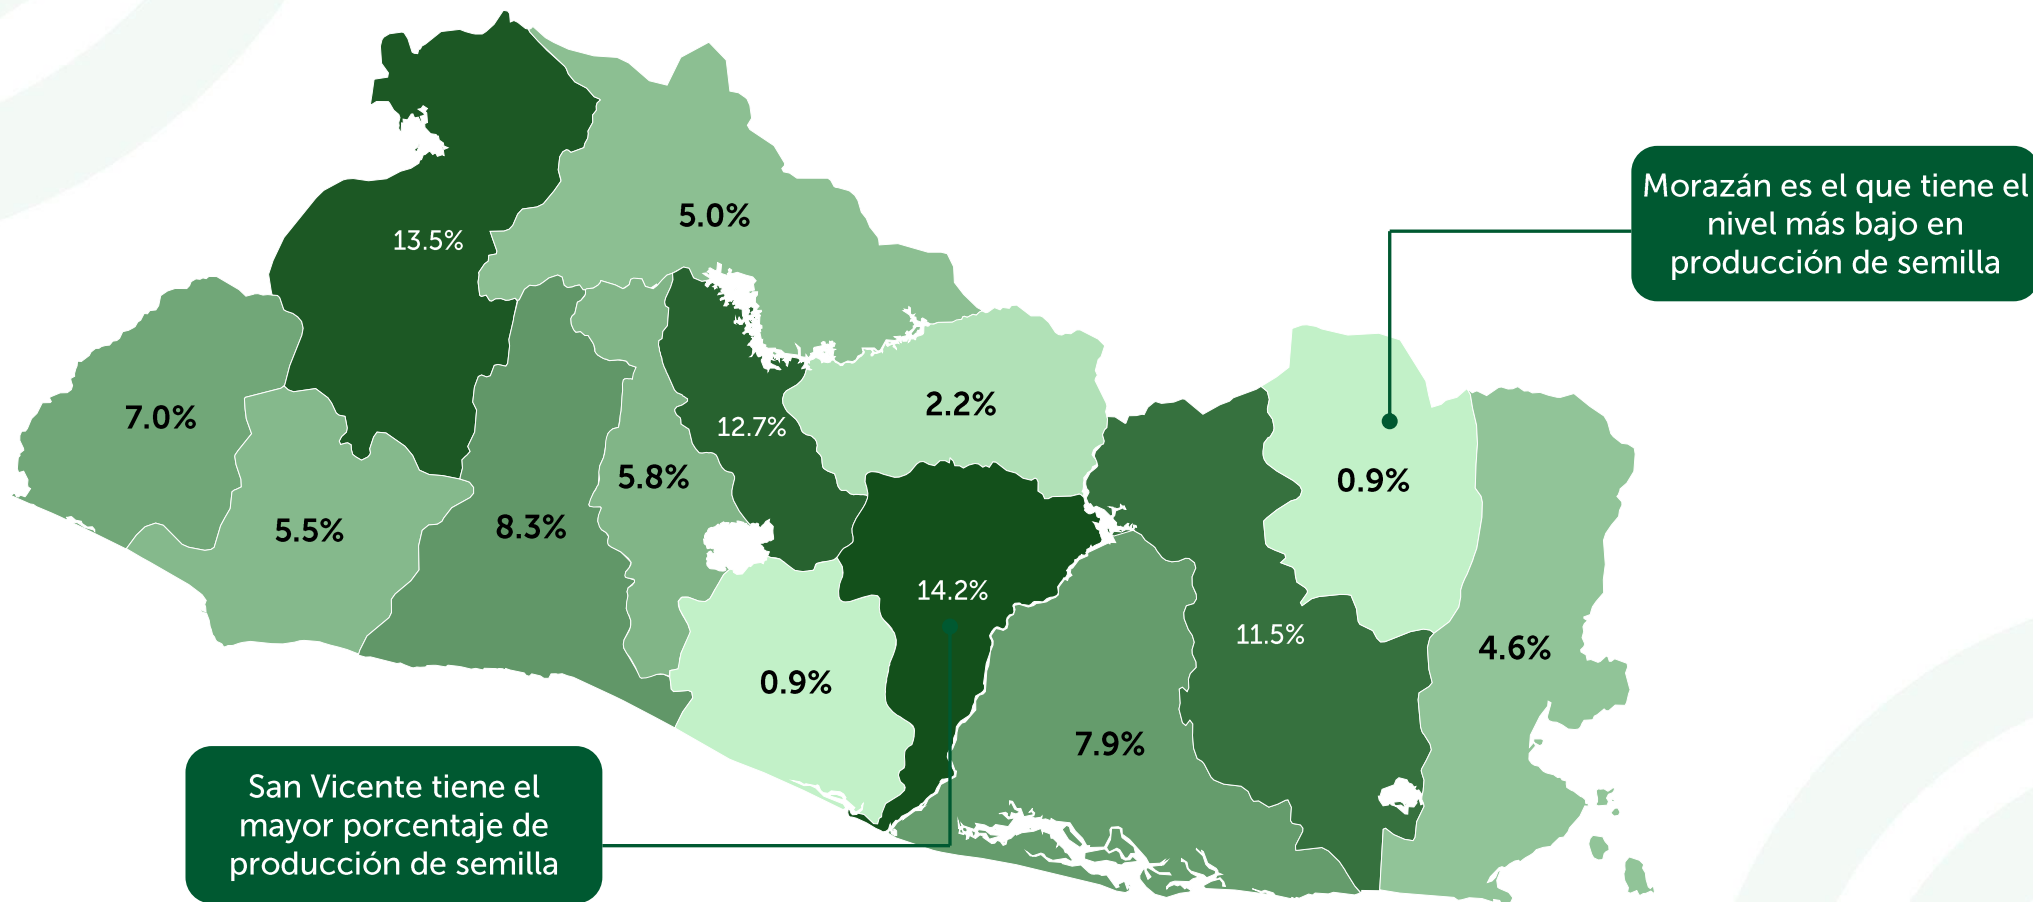 5.0%
Morazán es el que tiene el
nivel más bajo en
producción de semilla
13.5%
7.0%
2.2%
12.7%
0.9%
5.8%
5.5%
8.3%
14.2%
11.5%
4.6%
0.9%
7.9%
San Vicente tiene el
mayor porcentaje de
producción de semilla